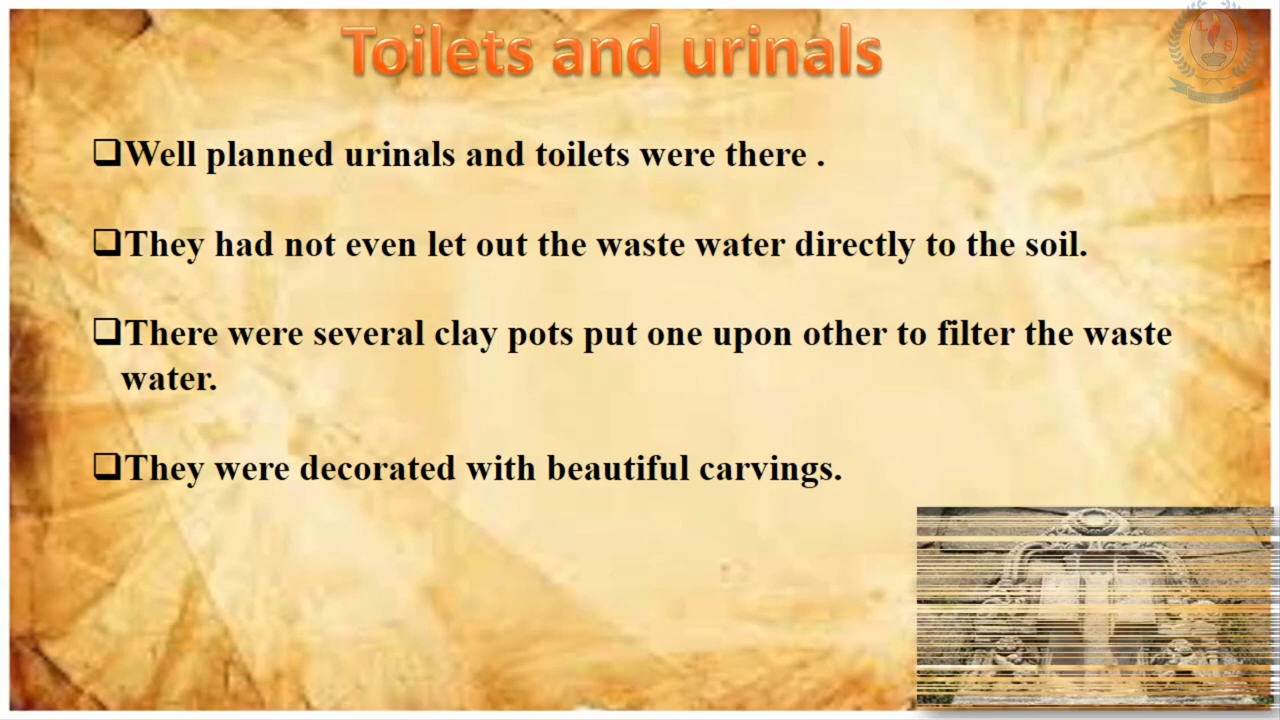 Toilets and urinals
L S
❑Well planned urinals and toilets were there .
❑They had not even let out the waste water directly to the soil.
❑There were several clay pots put one upon other to filter the waste
water.
❑They were decorated with beautiful carvings.